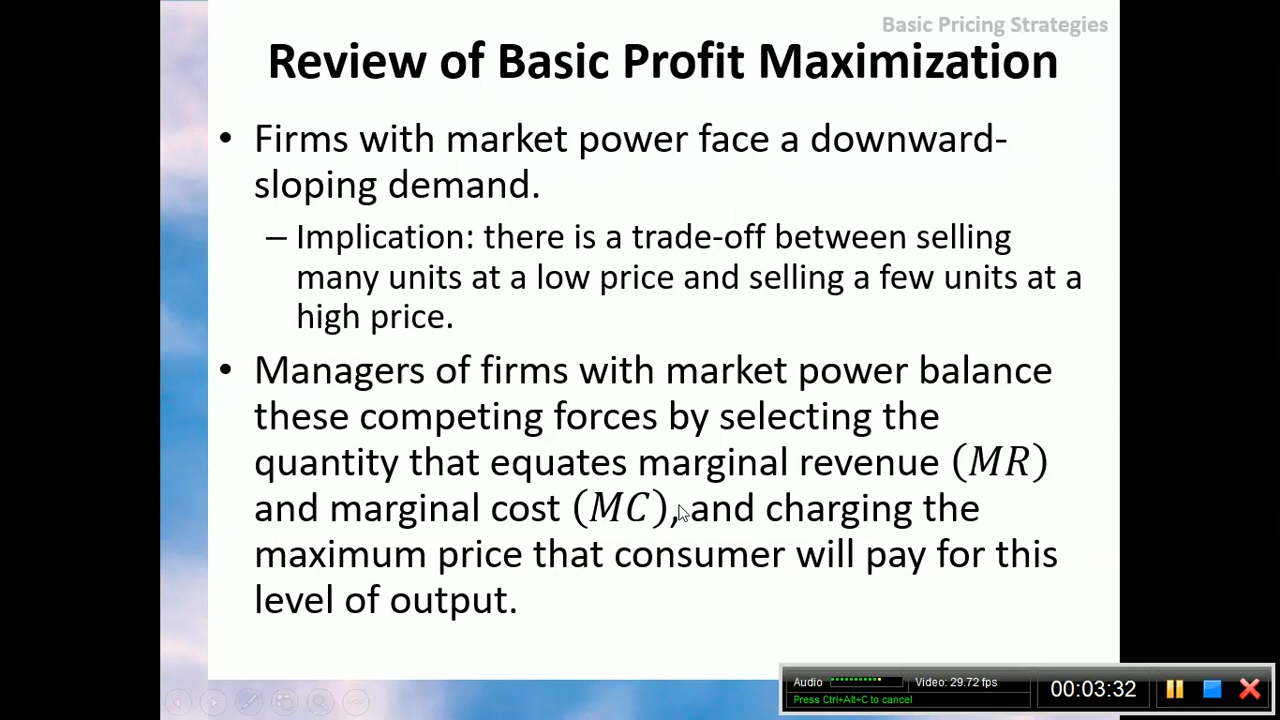 Basic Pricing Strategies
Review of Basic Profit Maximization
• Firms with market power face a downward-
sloping demand.
– Implication: there is a trade-off between selling
many units at a low price and selling a few units at a
high price.
• Managers of firms with market power balance
these competing forces by selecting the
quantity that equates marginal revenue (MR)
and marginal cost (MC), and charging the
maximum price that consumer will pay for this
level of output.
Audio
Video: 29.72 fps
Press Ctrl+Alt+C to cancel
00:03:32